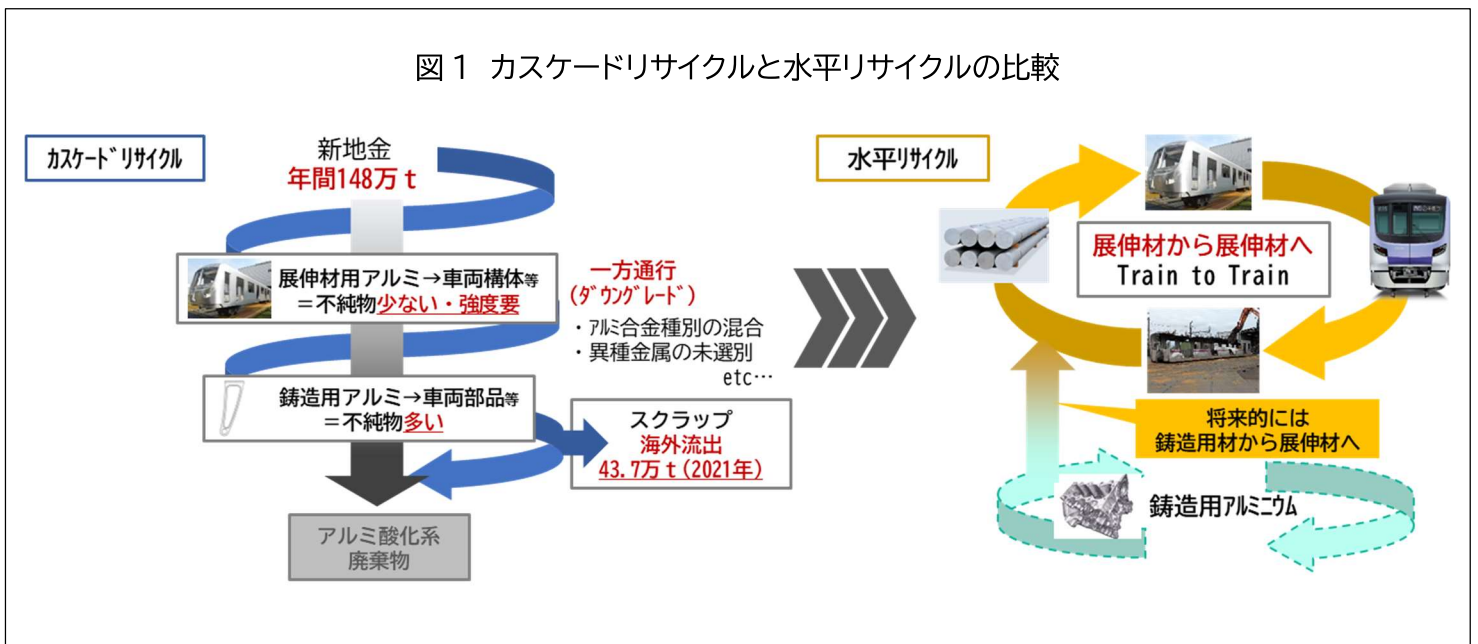 図1 カスケードリサイクルと水平リサイクルの比較
ｶｽｹｰﾄﾞﾘｻｲｸﾙ
新地金
年間148万t
展伸材用アルミ→車両構体等
＝不純物少ない・強度要
一方通行
(ﾀﾞｳﾝｸﾞﾚｰﾄﾞ)
・ｱﾙﾐ合金種別の混合
・異種金属の未選別
etc…
鋳造用アルミ→車両部品等
＝不純物多い
スクラップ
海外流出
43.7万t(2021年)
アルミ酸化系
廃棄物
水平ﾘｻｲｸﾙ
展伸材から展伸材へ
Train to Train
将来的には
鋳造用材から展伸材へ
鋳造用ｱﾙﾐﾆｳﾑ